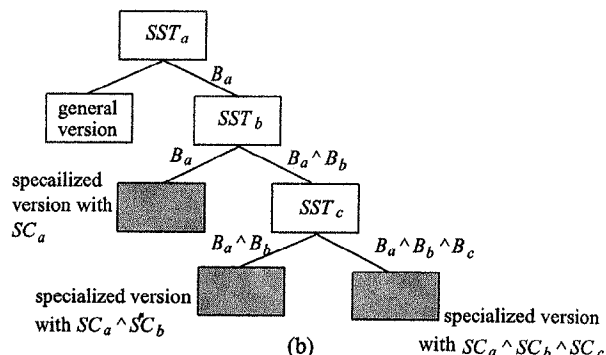 SST_a
B_a
general
version
SST_b
B_a
B_a ^ B_b
specailized
version with
SC_a
SST_c
B_a ^ B_b
B_a ^ B_b ^ B_c
specialized version
with SC_a ^ SC_b
(b)
specialized version
with SC_a ^ SC_b ^ SC_c